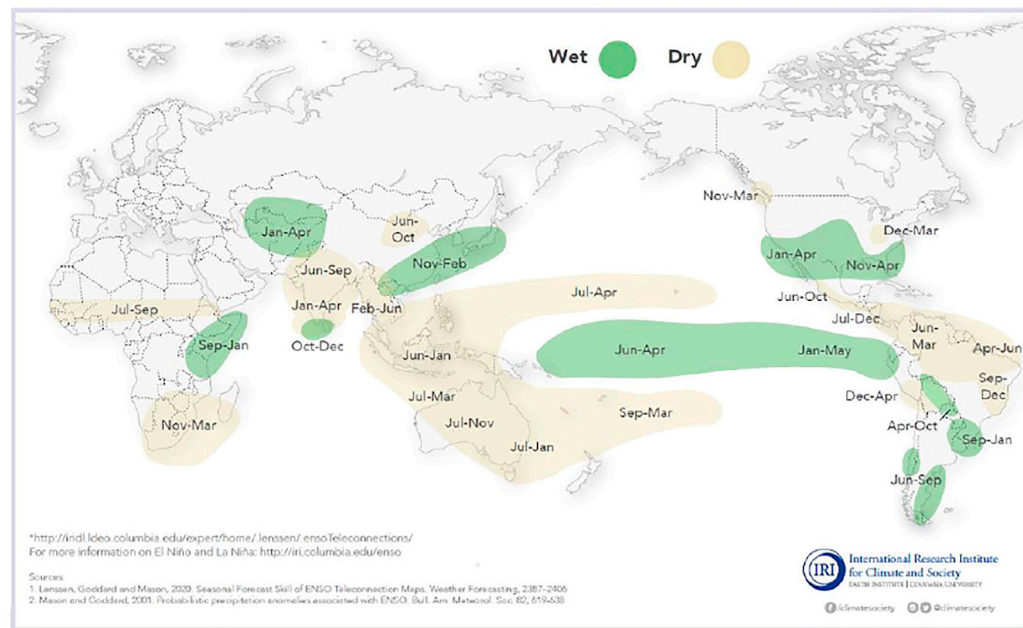 Wet
Dry
Nov-Mar
Dec-Mar
Jun-
Oct
Jan-Apr
Nov-Feb
Jan-Apr
Nov-Apr
Jun-Sep
Jul-Sep
Jan-Apr
Feb-Jun
Jul-Apr
Jun-Oct
Jul-Dec
Sep-Jan
Oct-Dec
Jun-Jan
Jun-Apr
Jan-May
Jun-
Mar
Apr-Jun
Sep-
Dec
Jul-Mar
Dec-Apr
Nov-Mar
Jul-Nov
Sep-Mar
Apr-Oct
Sep-Jan
Jul-Jan
Jun-Sep
*http://iridl.ldeo.columbia.edu/expert/home/.lenssen/.ensoTeleconnections/
For more information on El Niño and La Niña: http://iri.columbia.edu/enso
Sources:
1. Lenssen, Goddard and Mason, 2020. Seasonal Forecast Skill of ENSO Teleconnection Maps, Weather Forecasting, 2387–2406
2. Mason and Goddard, 2001. Probabilistic precipitation anomalies associated with ENSO. Bull. Am. Meteorol. Soc. 82, 619-638
IRI
International Research Institute
for Climate and Society
EARTH INSTITUTE | COLUMBIA UNIVERSITY
/climatesociety
@climatesociety